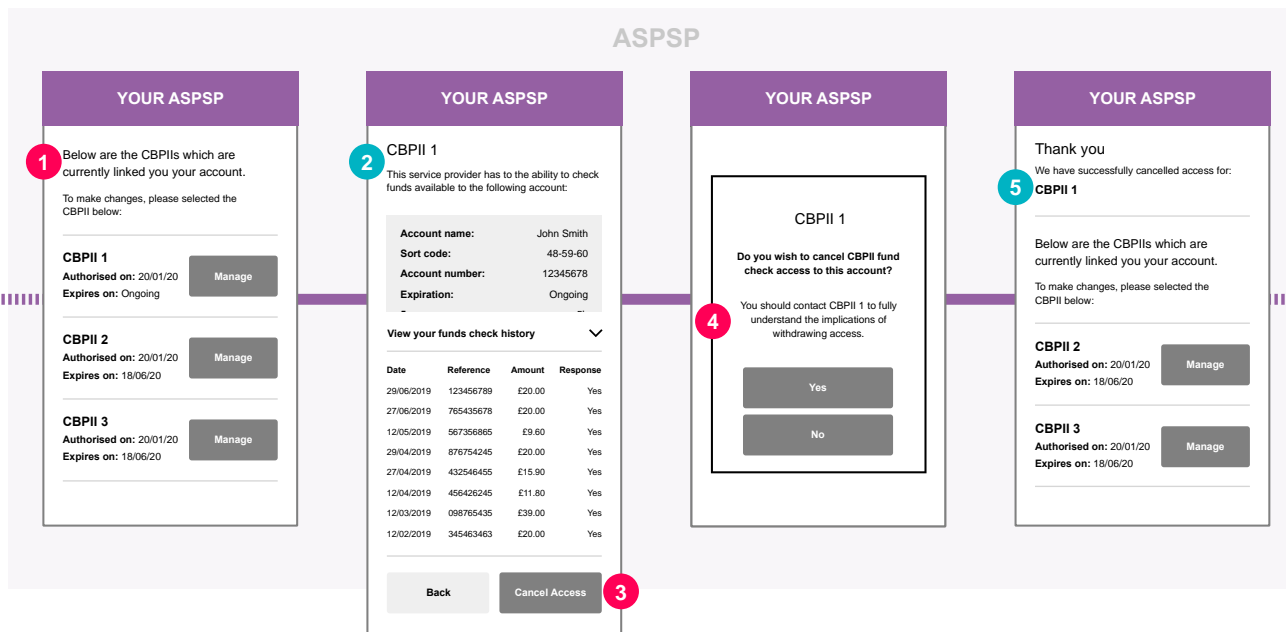 ASPSP
YOUR ASPSP
1
Below are the CBPIIs which are
currently linked you your account.
To make changes, please selected the
CBPII below:
CBPII 1
Authorised on: 20/01/20
Expires on: Ongoing
Manage
CBPII 2
Authorised on: 20/01/20
Expires on: 18/06/20
Manage
CBPII 3
Authorised on: 20/01/20
Expires on: 18/06/20
Manage
YOUR ASPSP
2
CBPII 1
This service provider has to the ability to check
funds available to the following account:
Account name: John Smith
Sort code: 48-59-60
Account number: 12345678
Expiration: Ongoing
View your funds check history
Date Reference Amount Response
29/06/2019 123456789 £20.00 Yes
27/06/2019 765435678 £20.00 Yes
12/05/2019 567356865 £9.60 Yes
29/04/2019 876754245 £20.00 Yes
27/04/2019 432546455 £15.90 Yes
12/04/2019 456426245 £11.80 Yes
12/03/2019 098765435 £39.00 Yes
12/02/2019 345463463 £20.00 Yes
Back
Cancel Access
3
YOUR ASPSP
CBPII 1
Do you wish to cancel CBPII fund
check access to this account?
4
You should contact CBPII 1 to fully
understand the implications of
withdrawing access.
Yes
No
YOUR ASPSP
Thank you
We have successfully cancelled access for:
5
CBPII 1
Below are the CBPIIs which are
currently linked you your account.
To make changes, please selected the
CBPII below:
CBPII 2
Authorised on: 20/01/20
Expires on: 18/06/20
Manage
CBPII 3
Authorised on: 20/01/20
Expires on: 18/06/20
Manage